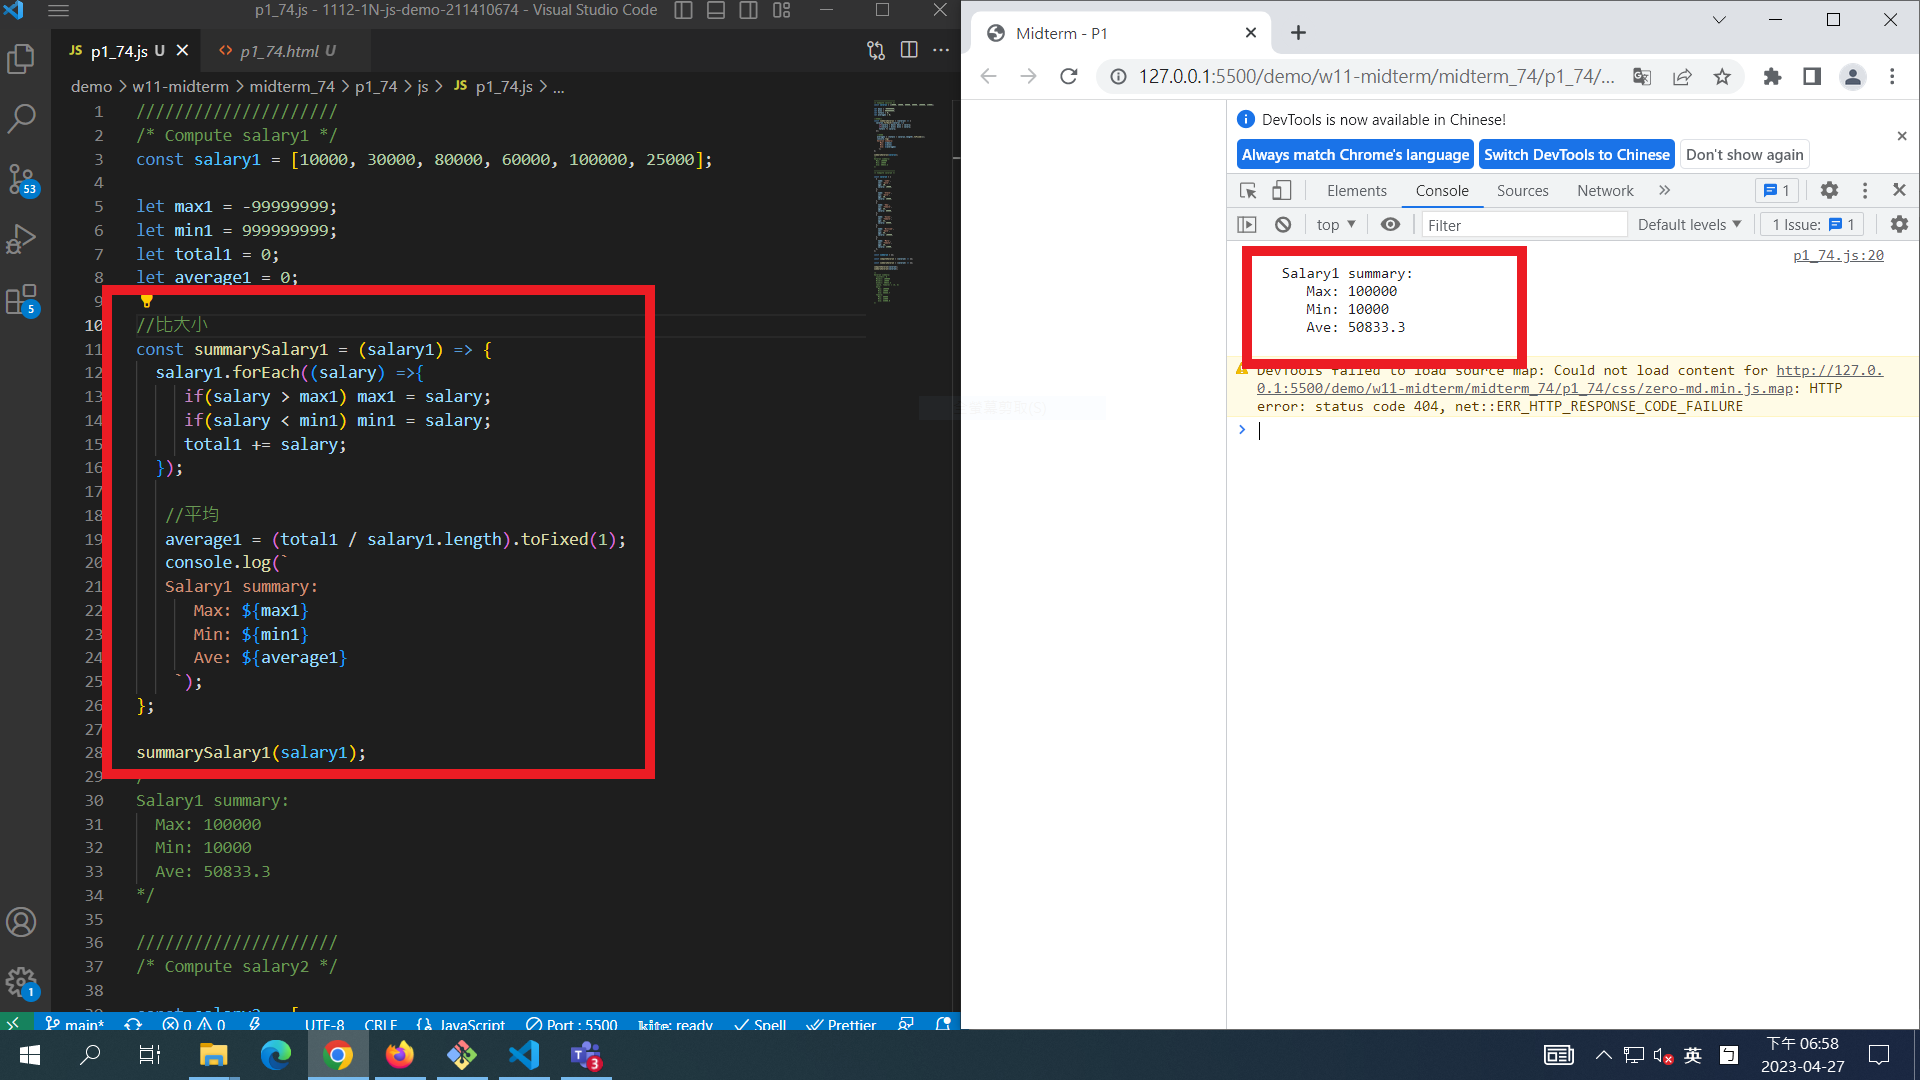 p1_74.js - 1112-1N-js-demo-211410674 - Visual Studio Code
JS p1_74.js U
<> p1_74.html U
demo > w11-midterm > midterm_74 > p1_74 > js > JS p1_74.js > ...
1 /////////////////////
2 /* Compute salary1 */
3 const salary1 = [10000, 30000, 80000, 60000, 100000, 25000];
4
5 let max1 = -99999999;
6 let min1 = 999999999;
7 let total1 = 0;
8 let average1 = 0;
9
10 //比大小
11 const summarySalary1 = (salary1) => {
12 salary1.forEach((salary) =>{
13 if(salary > max1) max1 = salary;
14 if(salary < min1) min1 = salary;
15 total1 += salary;
16 });
17
18 //平均
19 average1 = (total1 / salary1.length).toFixed(1);
20 console.log(`
21 Salary1 summary:
22 Max: ${max1}
23 Min: ${min1}
24 Ave: ${average1}
25 `);
26 };
27
28 summarySalary1(salary1);
29 /
30 Salary1 summary:
31 Max: 100000
32 Min: 10000
33 Ave: 50833.3
34 */
35
36 /////////////////////
37 /* Compute salary2 */
38
53
5
1
main*
0 0
UTF-8
CRLF
{} JavaScript
Port : 5500
kite: ready
Spell
Prettier
Midterm - P1
127.0.0.1:5500/demo/w11-midterm/midterm_74/p1_74/...
DevTools is now available in Chinese!
Always match Chrome's language
Switch DevTools to Chinese
Don't show again
Elements
Console
Sources
Network
1
top
Filter
Default levels
1 Issue: 1
p1_74.js:20
Salary1 summary:
Max: 100000
Min: 10000
Ave: 50833.3
DevTools failed to load source map: Could not load content for http://127.0.
0.1:5500/demo/w11-midterm/midterm_74/p1_74/css/zero-md.min.js.map: HTTP
error: status code 404, net::ERR_HTTP_RESPONSE_CODE_FAILURE
3
英
下午 06:58
2023-04-27